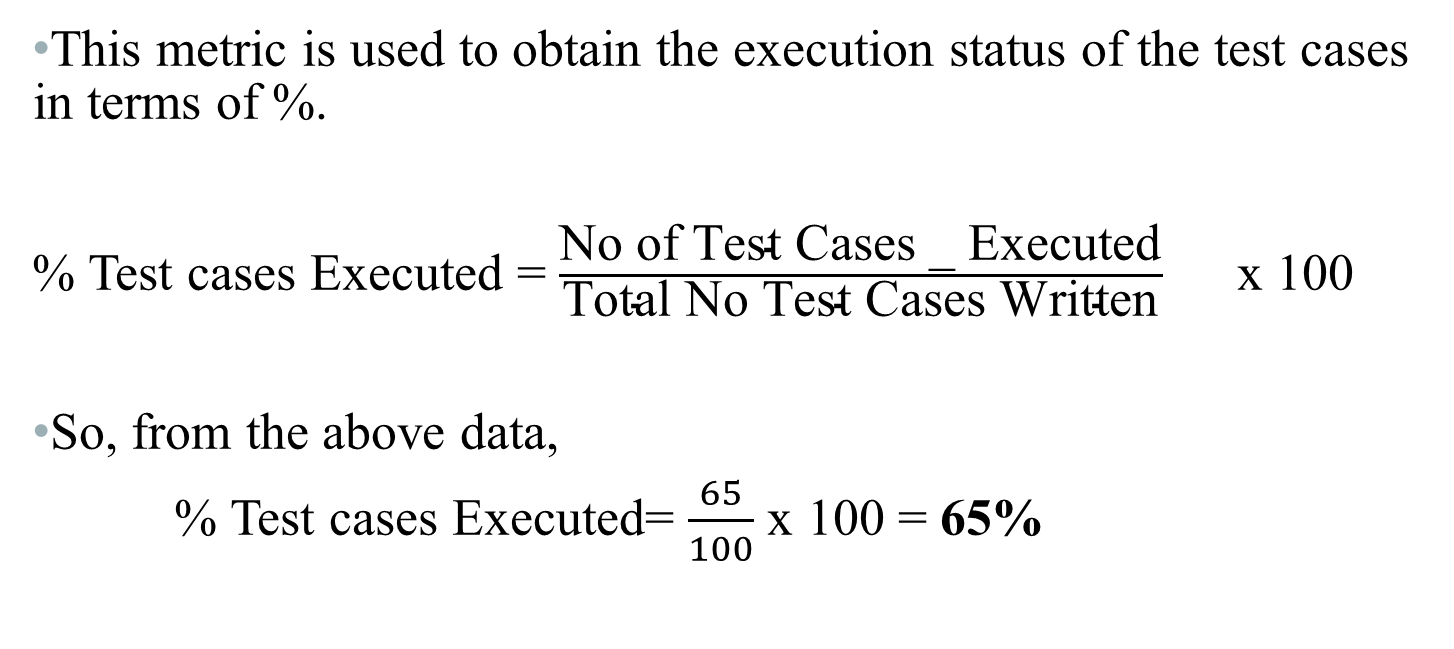 •This metric is used to obtain the execution status of the test cases
in terms of %.
% Test cases Executed = No of Test Cases _ Executed
Total No Test Cases Written x 100
•So, from the above data,
% Test cases Executed= 65
100 x 100 = 65%